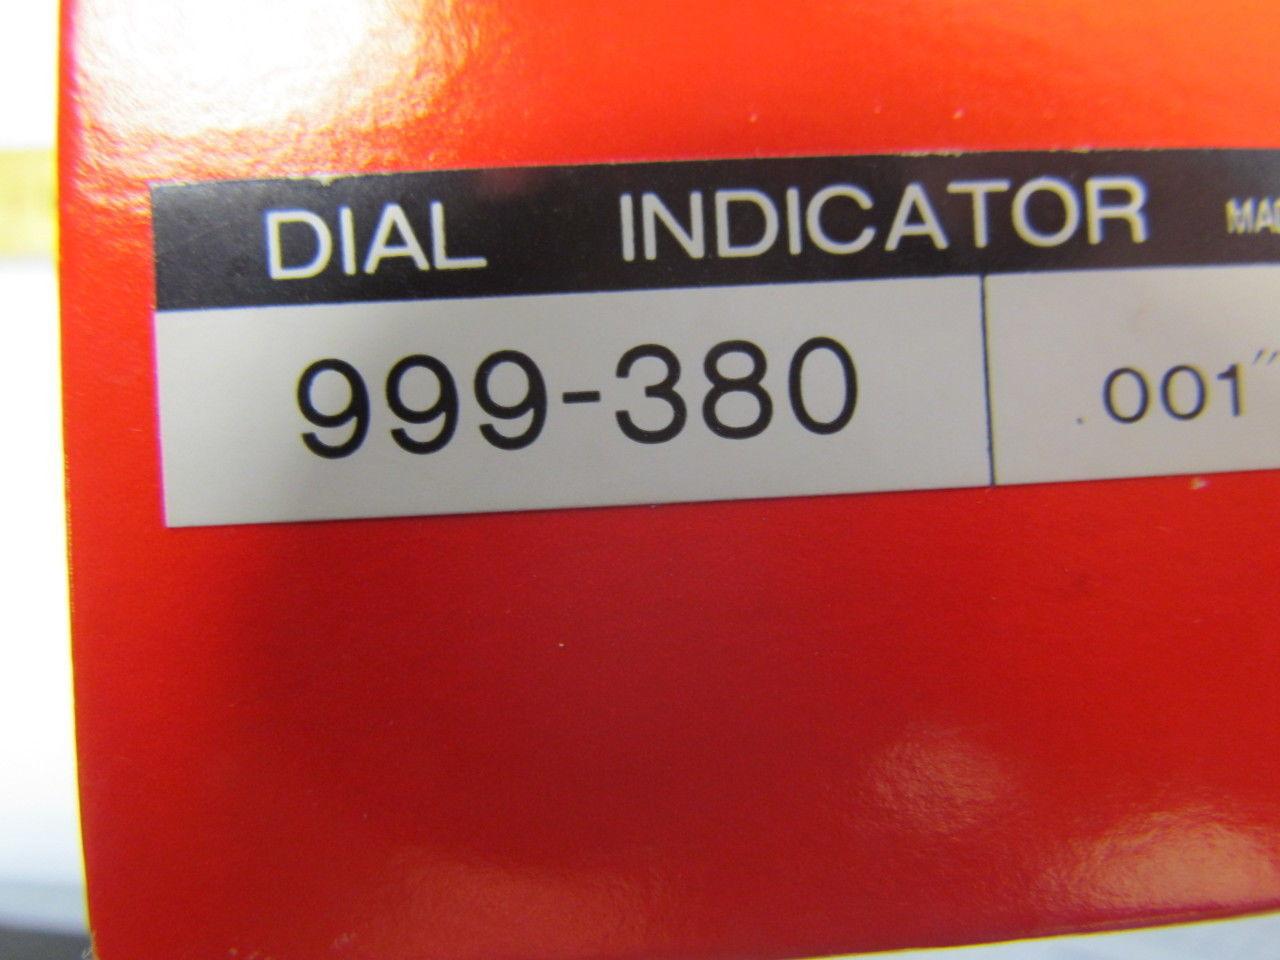 DIAL INDICATOR
999-380 .001"